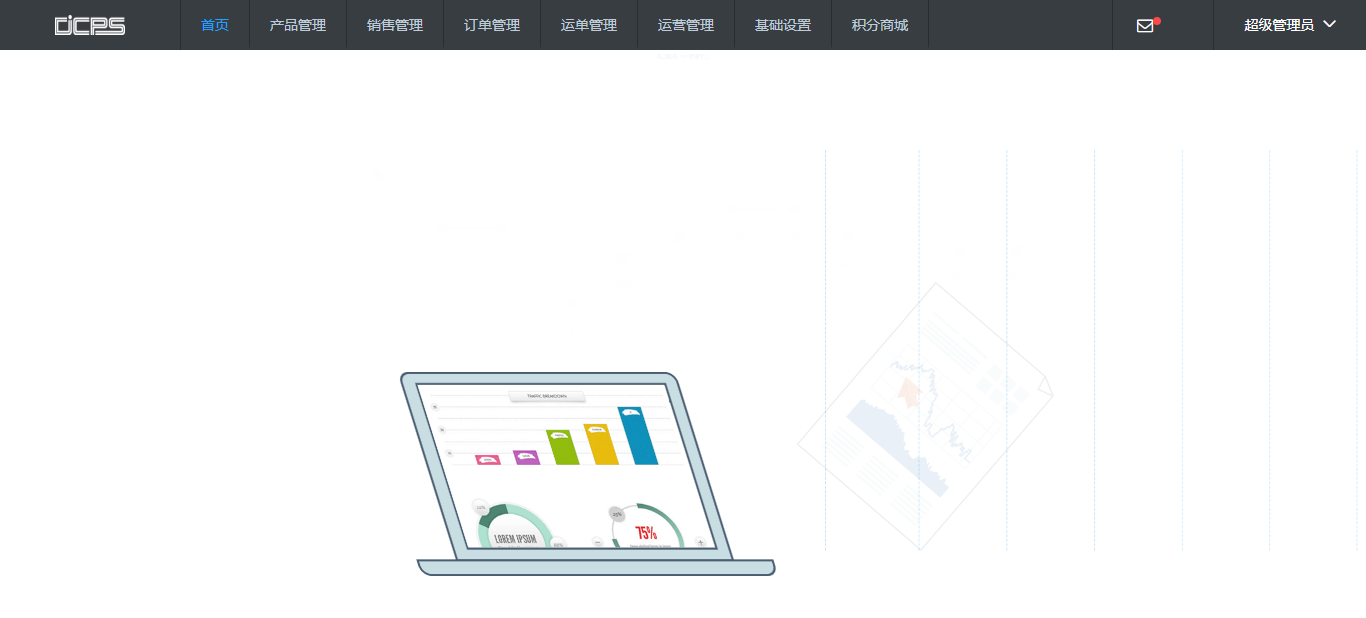 CICPS
首页
产品管理
销售管理
订单管理
运单管理
运营管理
基础设置
积分商城
超级管理员
TRAFFIC BREAKDOWN
LOREM IPSUM
25%
75%